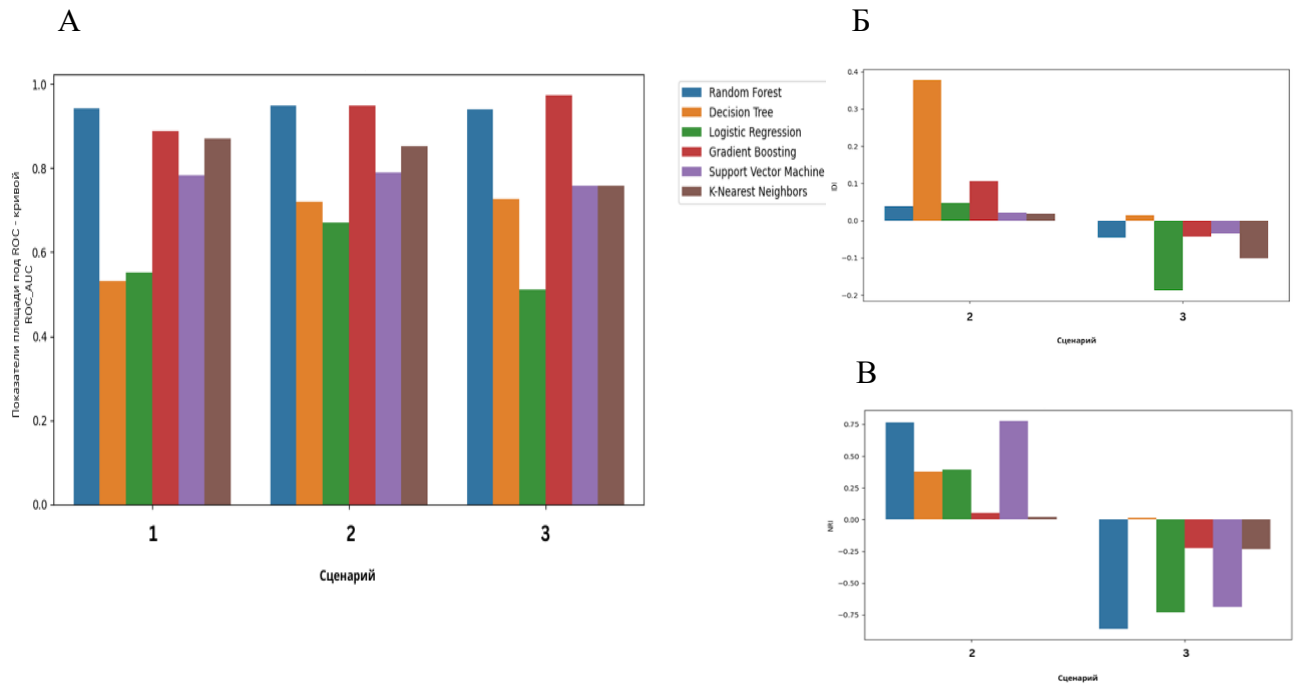 А
Показатели площади под ROC - кривой
ROC_AUC
1.0
0.8
0.6
0.4
0.2
0.0
1
2
3
Сценарий
Random Forest
Decision Tree
Logistic Regression
Gradient Boosting
Support Vector Machine
K-Nearest Neighbors
Б
IDI
0.4
0.3
0.2
0.1
0.0
−0.1
−0.2
2
3
Сценарий
В
NRI
0.75
0.50
0.25
0.00
−0.25
−0.50
−0.75
2
3
Сценарий